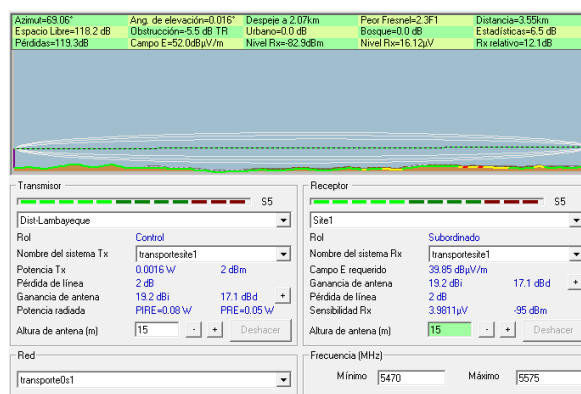 Azimut=69.06° Ang. de elevación=0.016° Despeje a 2.07km Peor Fresnel=2.3F1 Distancia=3.55km
Espacio Libre=118.2 dB Obstrucción=-5.5 dB TR Urbano=0.0 dB Bosque=0.0 dB Estadísticas=6.5 dB
Pérdidas=119.3dB Campo E=52.0dBµV/m Nivel Rx=-82.9dBm Nivel Rx=16.12µV Rx relativo=12.1dB
Transmisor
S5
Dist-Lambayeque
Rol Control
Nombre del sistema Tx transportesite1
Potencia Tx 0.0016 W 2 dBm
Pérdida de línea 2 dB
Ganancia de antena 19.2 dBi 17.1 dBd +
Potencia radiada PIRE=0.08 W PRE=0.05 W
Altura de antena (m) 15 - + Deshacer
Receptor
S5
Site1
Rol Subordinado
Nombre del sistema Rx transportesite1
Campo E requerido 39.85 dBµV/m
Ganancia de antena 19.2 dBi 17.1 dBd +
Pérdida de línea 2 dB
Sensibilidad Rx 3.9811µV -95 dBm
Altura de antena (m) 15 - + Deshacer
Red
transporte0s1
Frecuencia (MHz)
Mínimo 5470 Máximo 5575